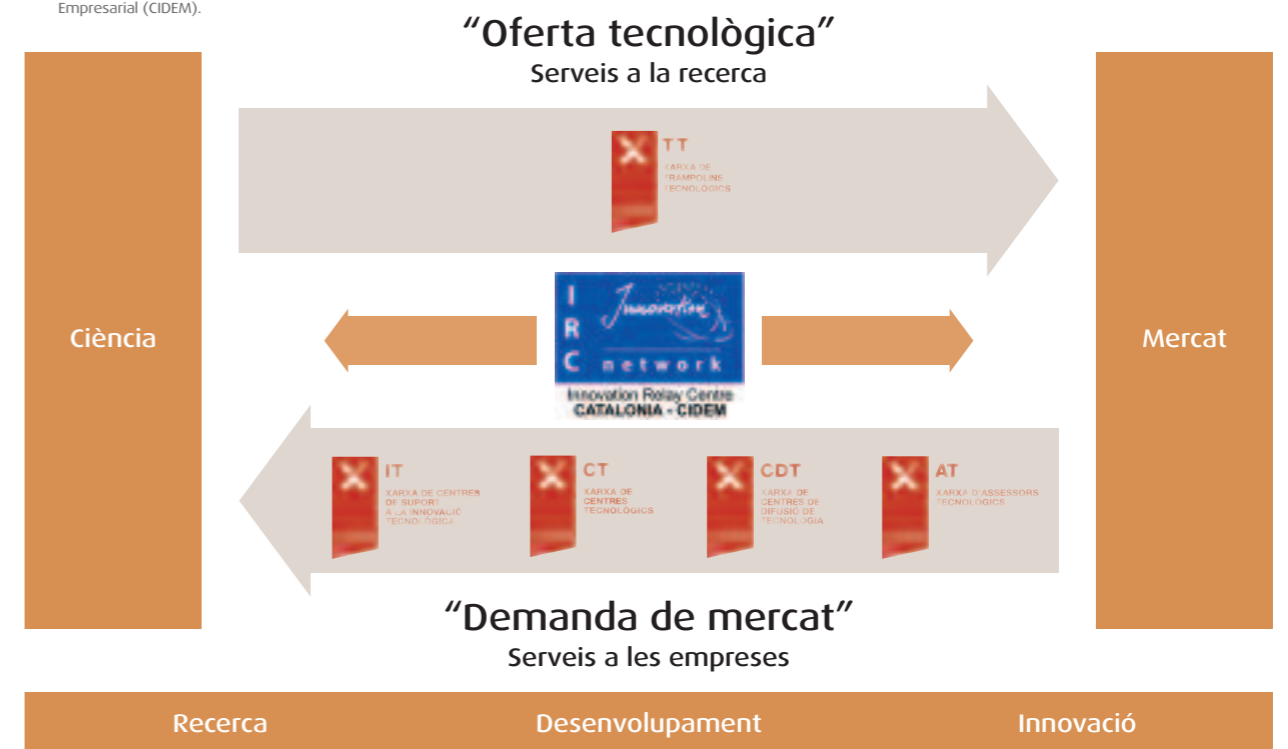 Empresarial (CIDEM).
“Oferta tecnològica”
Serveis a la recerca
TT
XARXA DE
TRAMPOLINS
TECNOLÒGICS
Ciència
I
R
C
Innovation
network
Innovation Relay Centre
CATALONIA - CIDEM
Mercat
IT
XARXA DE CENTRES
DE SUPORT
A LA INNOVACIÓ
TECNOLÒGICA
CT
XARXA DE
CENTRES
TECNOLÒGICS
CDT
XARXA DE
CENTRES DE
DIFUSIÓ DE
TECNOLOGIA
AT
XARXA D'ASSESSORS
TECNOLÒGICS
“Demanda de mercat”
Serveis a les empreses
Recerca
Desenvolupament
Innovació